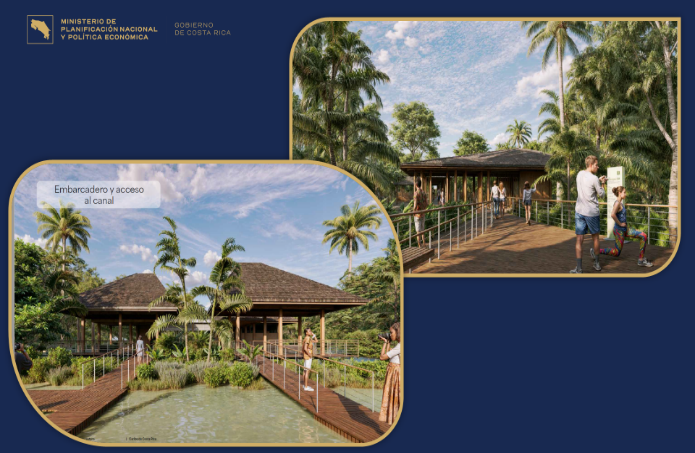 MINISTERIO DE
PLANIFICACIÓN NACIONAL
Y POLÍTICA ECONÓMICA
GOBIERNO
DE COSTA RICA
Embarcadero y acceso
al canal